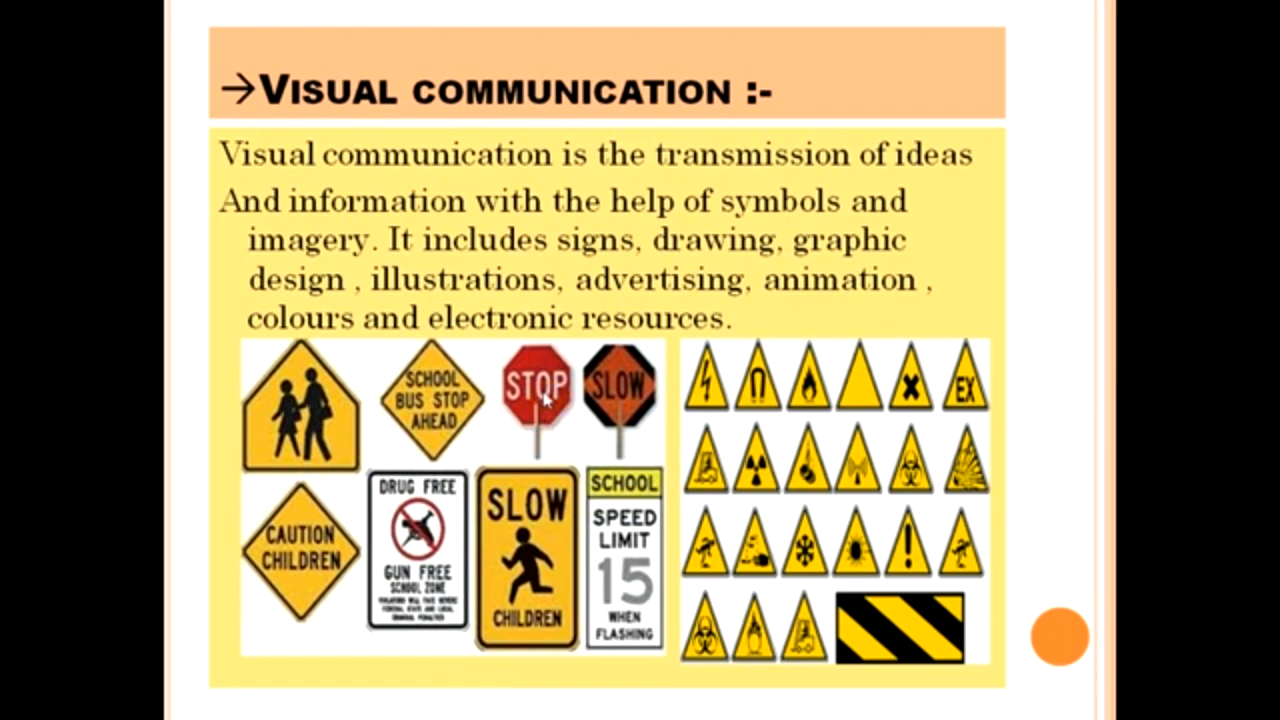 →VISUAL COMMUNICATION :-
Visual communication is the transmission of ideas
And information with the help of symbols and
imagery. It includes signs, drawing, graphic
design , illustrations, advertising, animation ,
colours and electronic resources.
SCHOOL
BUS STOP
AHEAD
STOP
SLOW
EX
CAUTION
CHILDREN
DRUG FREE
GUN FREE
SCHOOL ZONE
SLOW
CHILDREN
SCHOOL
SPEED
LIMIT
15
WHEN
FLASHING